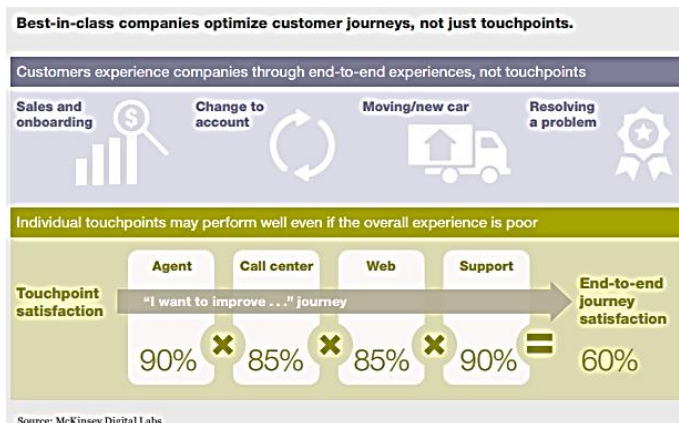 Best-in-class companies optimize customer journeys, not just touchpoints.
Customers experience companies through end-to-end experiences, not touchpoints
Sales and
onboarding
$
Change to
account
Moving/new car
Resolving
a problem
Individual touchpoints may perform well even if the overall experience is poor
Touchpoint
satisfaction
Agent
Call center
Web
Support
"I want to improve . . ." journey
90% × 85% × 85% × 90% =
End-to-end
journey
satisfaction
60%
Source: McKinsey Digital Labs